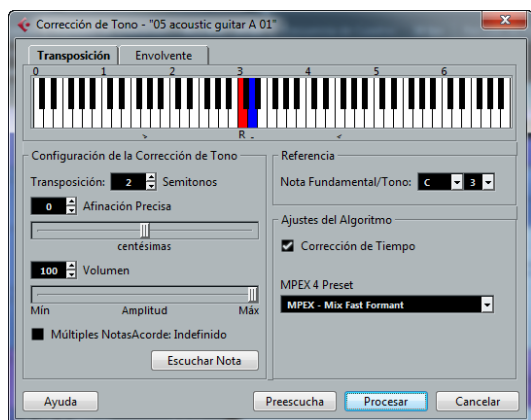 Corrección de Tono - "05 acoustic guitar A 01"
Transposición Envolvente
0 1 2 3 4 5 6
> R - <
Configuración de la Corrección de Tono
Transposición: 2 Semitonos
0 Afinación Precisa
centésimas
100 Volumen
Mín Amplitud Máx
Múltiples NotasAcorde: Indefinido
Escuchar Nota
Referencia
Nota Fundamental/Tono: C 3
Ajustes del Algoritmo
Corrección de Tiempo
MPEX 4 Preset
MPEX - Mix Fast Formant
Ayuda Preescucha Procesar Cancelar